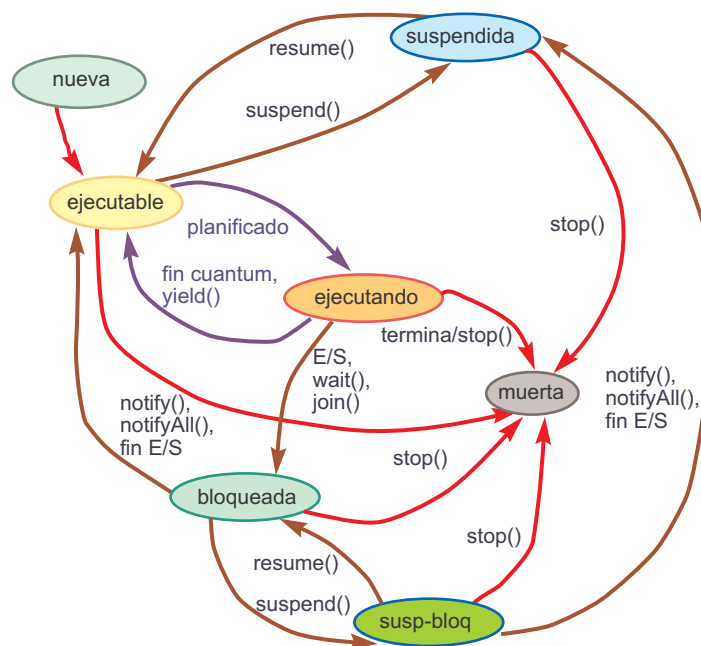 suspendida
resume()
nueva
suspend()
ejecutable
planificado
stop()
fin cuantum,
yield()
ejecutando
termina/stop()
E/S,
wait(),
join()
muerta
notify(),
notifyAll(),
fin E/S
notify(),
notifyAll(),
fin E/S
stop()
bloqueada
stop()
resume()
suspend()
susp-bloq